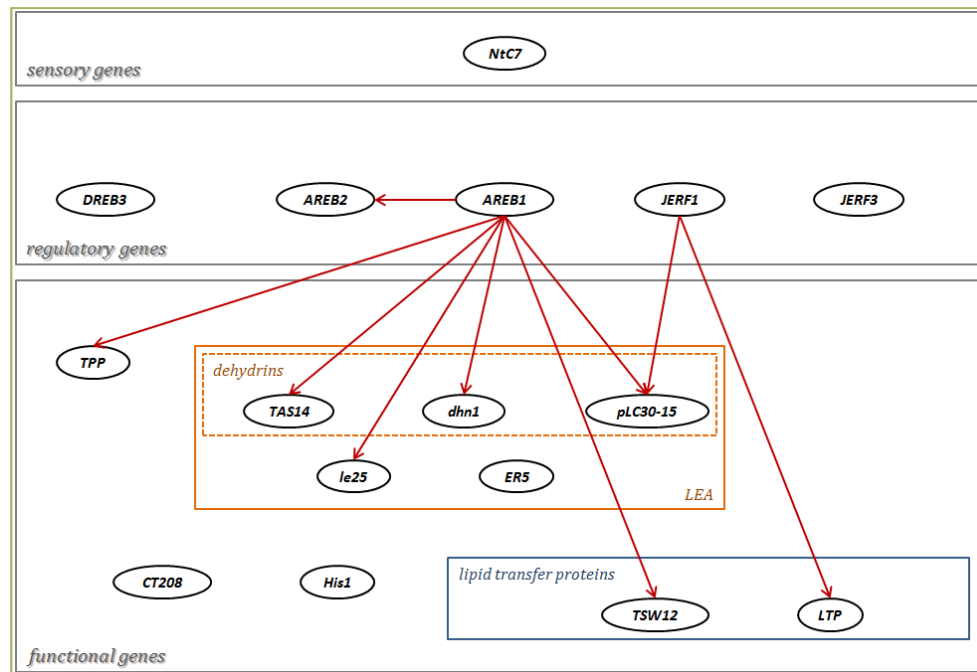 NtC7
sensory genes
DREB3
AREB2
AREB1
JERF1
JERF3
regulatory genes
TPP
dehydrins
TAS14
dhn1
pLC30-15
le25
ER5
LEA
CT208
His1
lipid transfer proteins
TSW12
LTP
functional genes